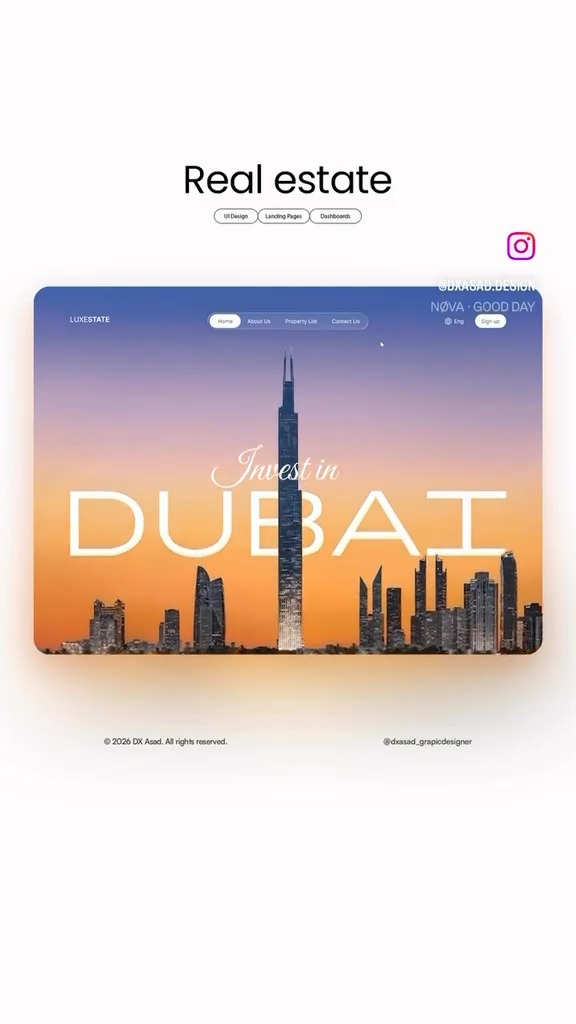 Real estate
UI Design Landing Pages Dashboards
@DXASAD.DESIGN
NØVA · GOOD DAY
LUXESTATE Home About Us Property List Contact Us Eng Sign up
Invest in
DUBAI
© 2026 DX Asad. All rights reserved. @dxasad_grapicdesigner